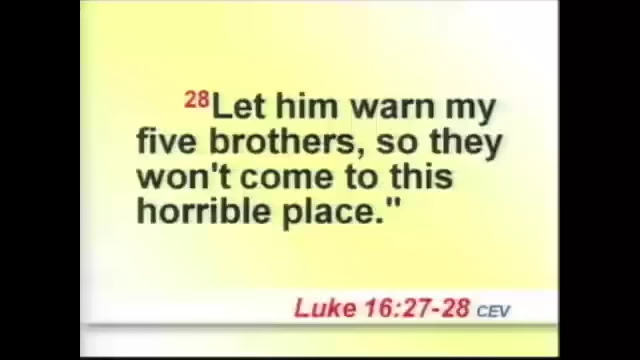 28Let him warn my
five brothers, so they
won't come to this
horrible place."
Luke 16:27-28 CEV